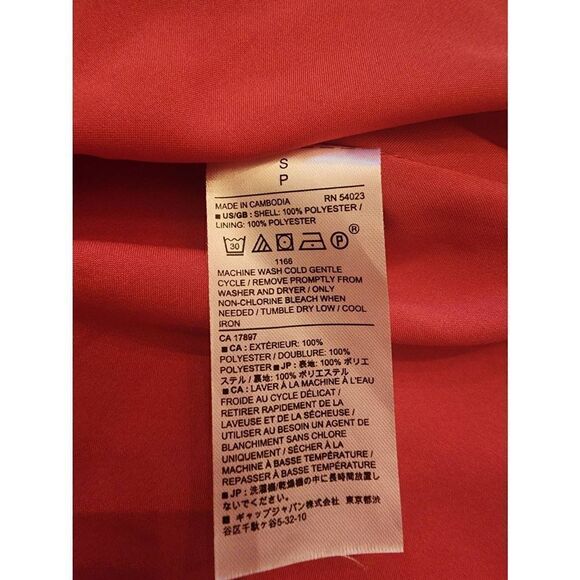 S
P
MADE IN CAMBODIA RN 54023
■ US/GB : SHELL: 100% POLYESTER /
LINING: 100% POLYESTER
30 P ®
1166
MACHINE WASH COLD GENTLE
CYCLE / REMOVE PROMPTLY FROM
WASHER AND DRYER / ONLY
NON-CHLORINE BLEACH WHEN
NEEDED / TUMBLE DRY LOW / COOL
IRON
CA 17897
■ CA : EXTÉRIEUR: 100%
POLYESTER / DOUBLURE: 100%
POLYESTER ■ JP : 表地: 100% ポリエ
ステル / 裏地: 100% ポリエステル
■ CA : LAVER À LA MACHINE À L'EAU
FROIDE AU CYCLE DÉLICAT /
RETIRER RAPIDEMENT DE LA
LAVEUSE ET DE LA SÉCHEUSE /
UTILISER AU BESOIN UN AGENT DE
BLANCHIMENT SANS CHLORE
UNIQUEMENT / SÉCHER À LA
MACHINE À BASSE TEMPÉRATURE /
REPASSER À BASSE TEMPÉRATURE
■ JP : 洗濯機/乾燥機の中に長時間放置し
ないでください。
■ ギャップジャパン株式会社 東京都渋
谷区千駄ヶ谷5-32-10